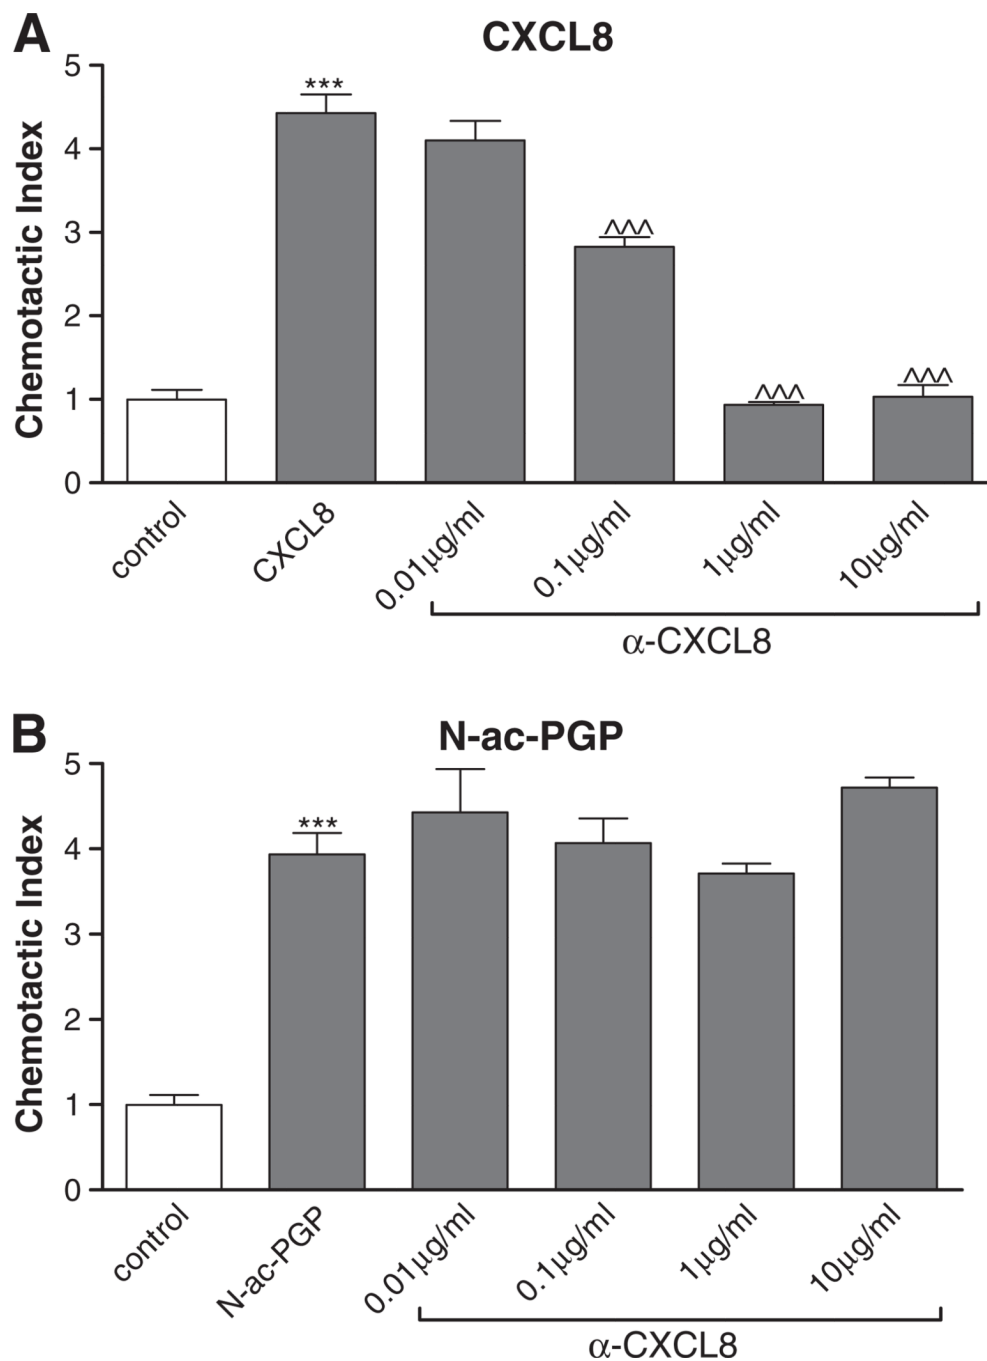 A
CXCL8
Chemotactic Index
5
4
3
2
1
0
***
^^^
^^^
^^^
control
CXCL8
0.01μg/ml
0.1μg/ml
1μg/ml
10μg/ml
α-CXCL8
B
N-ac-PGP
Chemotactic Index
5
4
3
2
1
0
***
control
N-ac-PGP
0.01μg/ml
0.1μg/ml
1μg/ml
10μg/ml
α-CXCL8